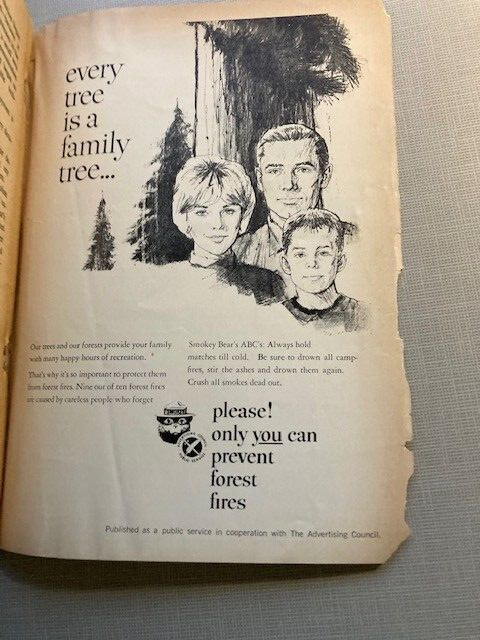 every
tree
is a
family
tree...
Our trees and our forests provide your family
with many happy hours of recreation.
That's why it's so important to protect them
from forest fires. Nine out of ten forest fires
are caused by careless people who forget
Smokey Bear's ABC's: Always hold
matches till cold. Be sure to drown all camp-
fires, stir the ashes and drown them again.
Crush all smokes dead out.
please!
only you can
prevent
forest
fires
Published as a public service in cooperation with The Advertising Council.